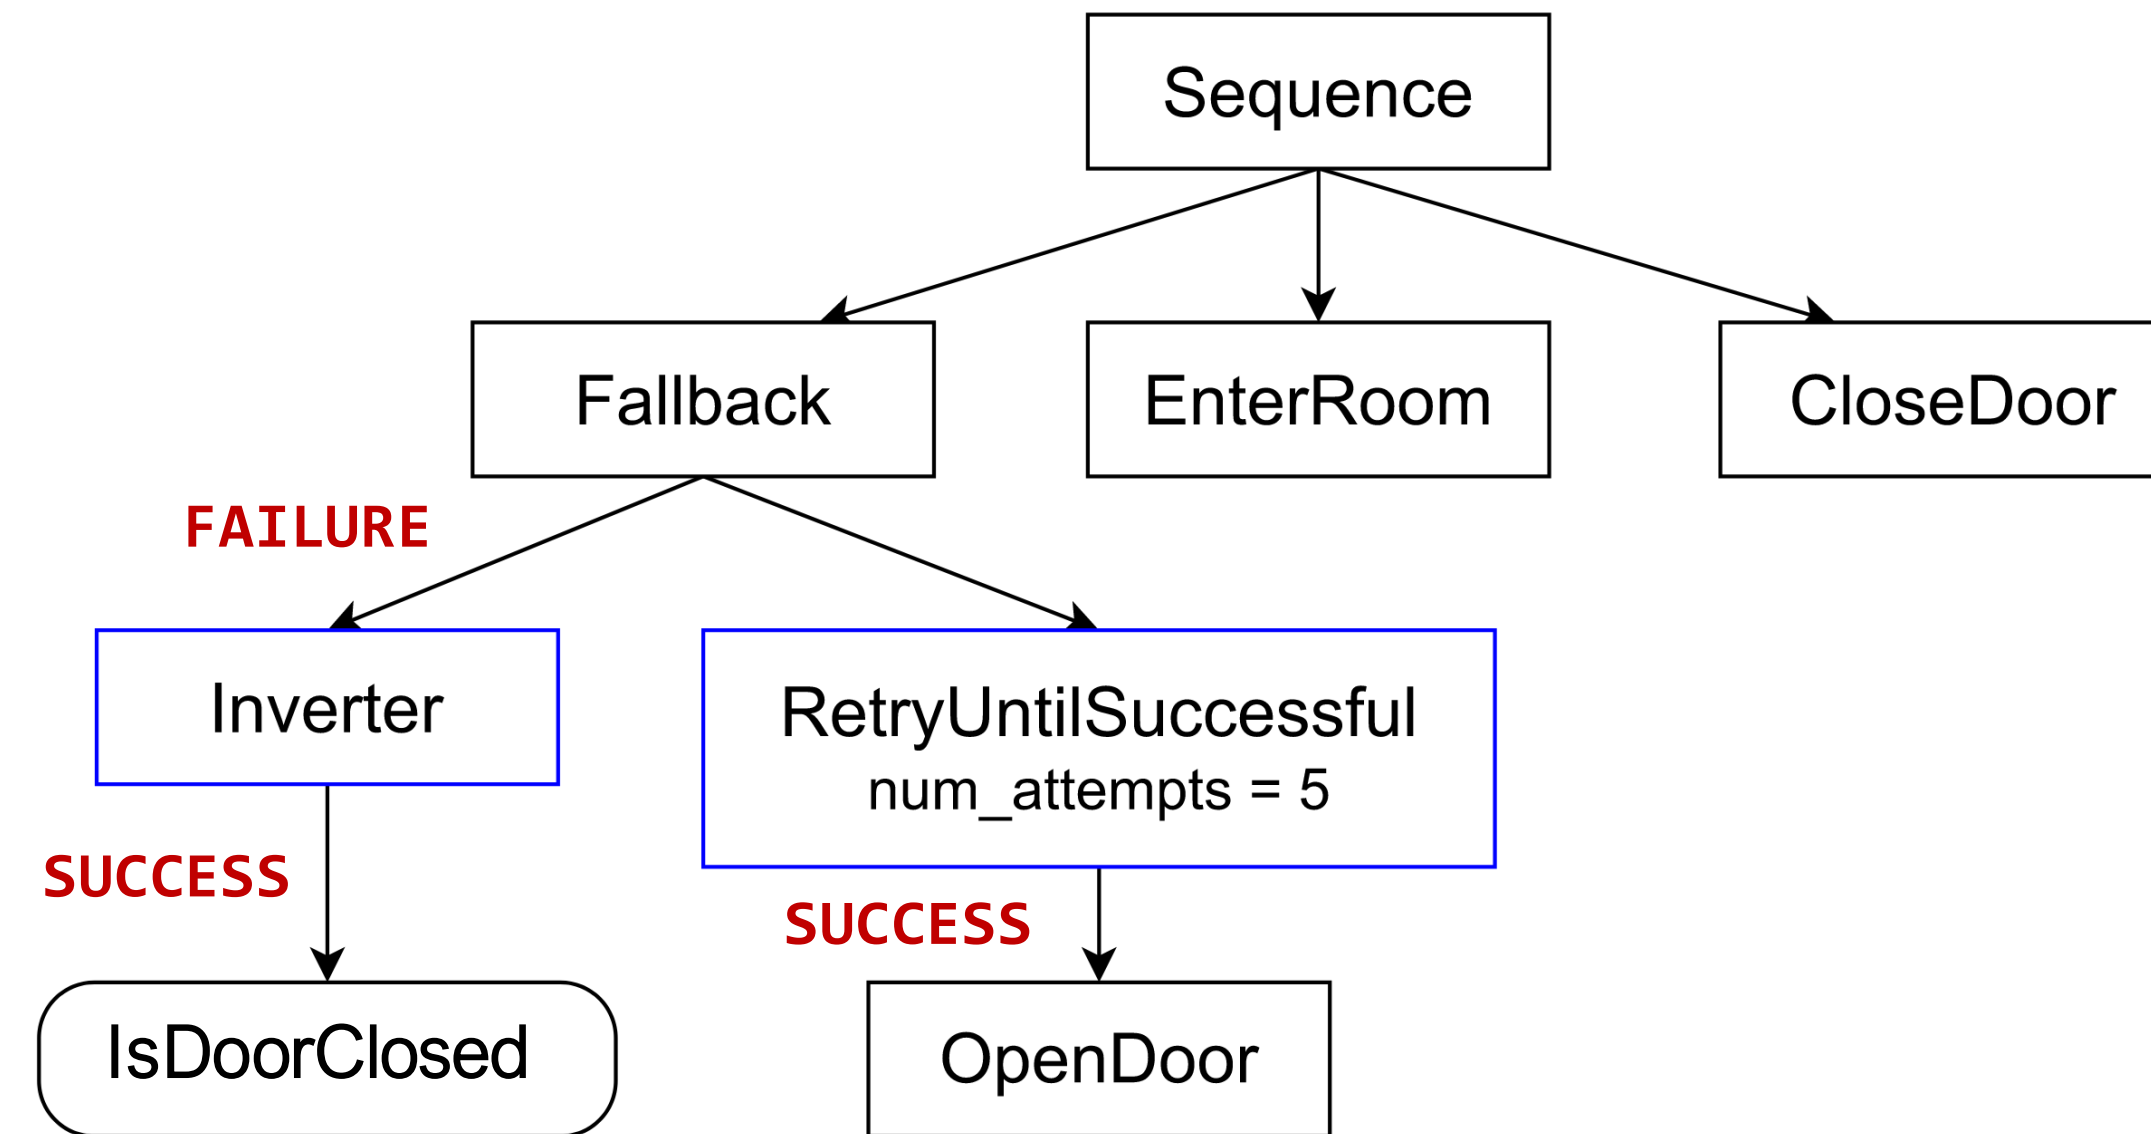 Sequence
Fallback
EnterRoom
CloseDoor
FAILURE
Inverter
RetryUntilSuccessful
num_attempts = 5
SUCCESS
SUCCESS
IsDoorClosed
OpenDoor